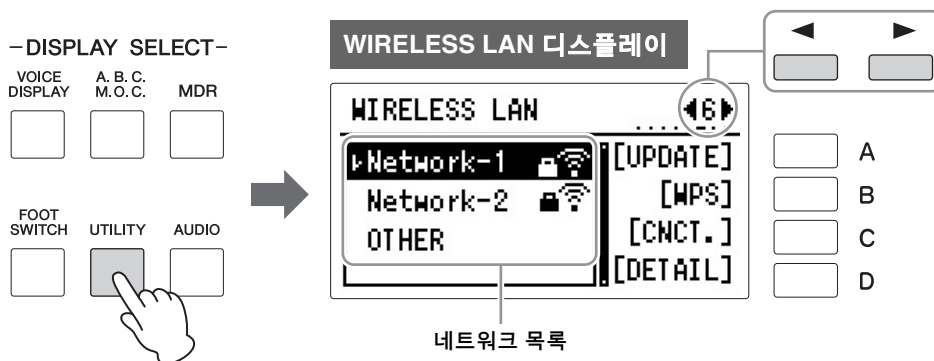 -DISPLAY SELECT-
VOICE DISPLAY
A. B. C. M. O. C.
MDR
FOOT SWITCH
UTILITY
AUDIO
WIRELESS LAN 디스플레이
◀ ▶
WIRELESS LAN ◀6▶
▶Network-1 [UPDATE]
Network-2 [WPS]
OTHER [CNCT.]
[DETAIL]
A
B
C
D
네트워크 목록